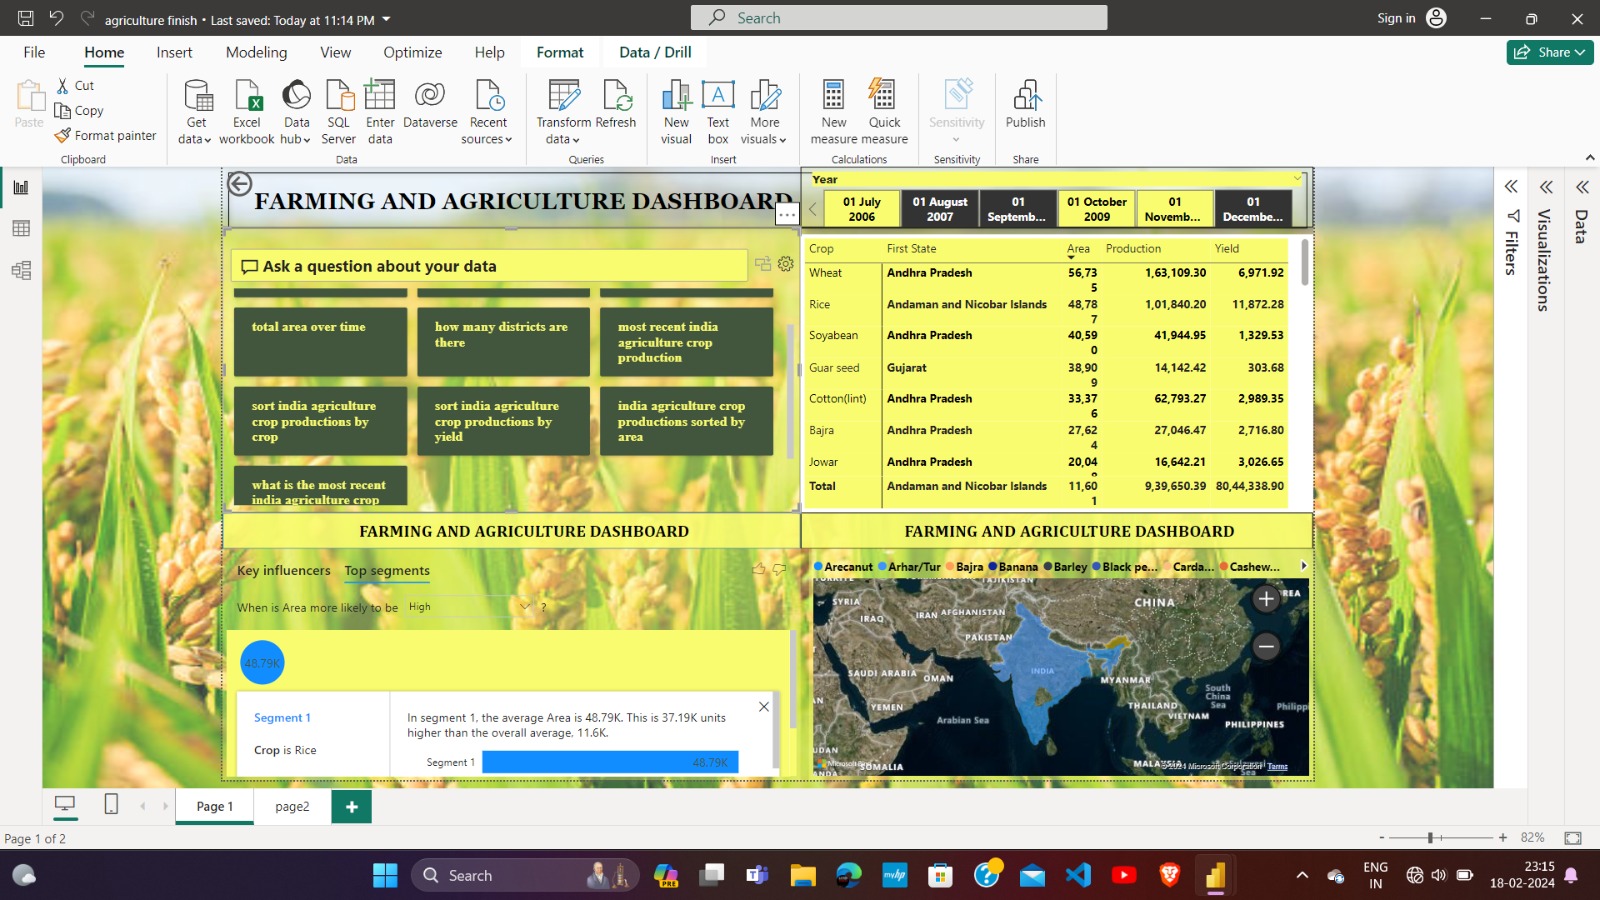 agriculture finish • Last saved: Today at 11:14 PM
Search
Sign in
File Home Insert Modeling View Optimize Help Format Data / Drill
Share
Paste
Cut
Copy
Format painter
Clipboard
Get data
Excel workbook
Data hub
SQL Server
Enter data
Dataverse
Recent sources
Data
Transform data
Refresh
Queries
New visual
Text box
More visuals
Insert
New measure
Quick measure
Calculations
Sensitivity
Sensitivity
Publish
Share
FARMING AND AGRICULTURE DASHBOARD
Year
01 July 2006
01 August 2007
01 Septemb...
01 October 2009
01 Novemb...
01 Decembe...
Filters
Visualizations
Data
Ask a question about your data
total area over time
how many districts are there
most recent india agriculture crop production
sort india agriculture crop productions by crop
sort india agriculture crop productions by yield
india agriculture crop productions sorted by area
what is the most recent india agriculture crop
Crop First State Area Production Yield
Wheat Andhra Pradesh 56,735 1,63,109.30 6,971.92
Rice Andaman and Nicobar Islands 48,787 1,01,840.20 11,872.28
Soyabean Andhra Pradesh 40,590 41,944.95 1,329.53
Guar seed Gujarat 38,909 14,142.42 303.68
Cotton(lint) Andhra Pradesh 33,376 62,793.27 2,989.35
Bajra Andhra Pradesh 27,624 27,046.47 2,716.80
Jowar Andhra Pradesh 20,04 16,642.21 3,026.65
Total Andaman and Nicobar Islands 11,601 9,39,650.39 80,44,338.90
FARMING AND AGRICULTURE DASHBOARD
FARMING AND AGRICULTURE DASHBOARD
Key influencers Top segments
When is Area more likely to be High ?
48.79K
Segment 1
Crop is Rice
In segment 1, the average Area is 48.79K. This is 37.19K units
higher than the overall average, 11.6K.
Segment 1 48.79K
Arecanut Arhar/Tur Bajra Banana Barley Black pe... Carda... Cashew...
TAJIKISTAN
SYRIA
IRAQ
IRAN
AFGHANISTAN
CHINA
REA
PAKISTAN
SAUDI ARABIA
OMAN
INDIA
MYANMAR
YEMEN
Arabian Sea
THAILAND
VIETNAM
South China Sea
Philipp
PHILIPPINES
UDAN
SOMALIA
© 2024 Microsoft Corporation Terms
Page 1 page2
Page 1 of 2
- + 82%
Search
PRE
myhp
ENG IN
23:15
18-02-2024